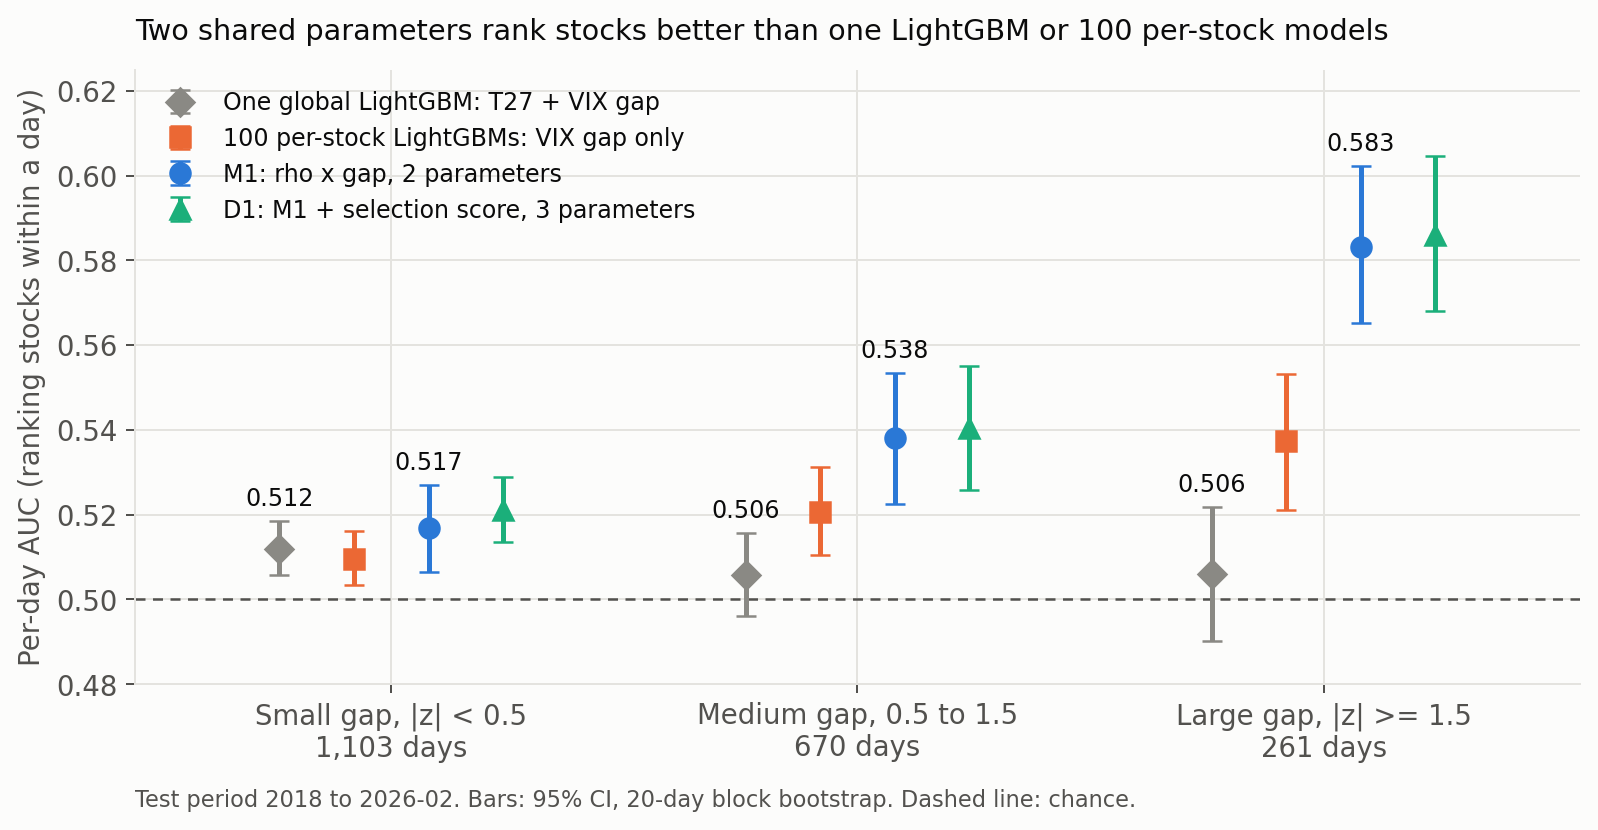 Two shared parameters rank stocks better than one LightGBM or 100 per-stock models
Per-day AUC (ranking stocks within a day)
0.62
0.60
0.58
0.56
0.54
0.52
0.50
0.48
One global LightGBM: T27 + VIX gap
100 per-stock LightGBMs: VIX gap only
M1: rho x gap, 2 parameters
D1: M1 + selection score, 3 parameters
0.512
0.517
0.506
0.538
0.506
0.583
Small gap, |z| < 0.5
1,103 days
Medium gap, 0.5 to 1.5
670 days
Large gap, |z| >= 1.5
261 days
Test period 2018 to 2026-02. Bars: 95% CI, 20-day block bootstrap. Dashed line: chance.